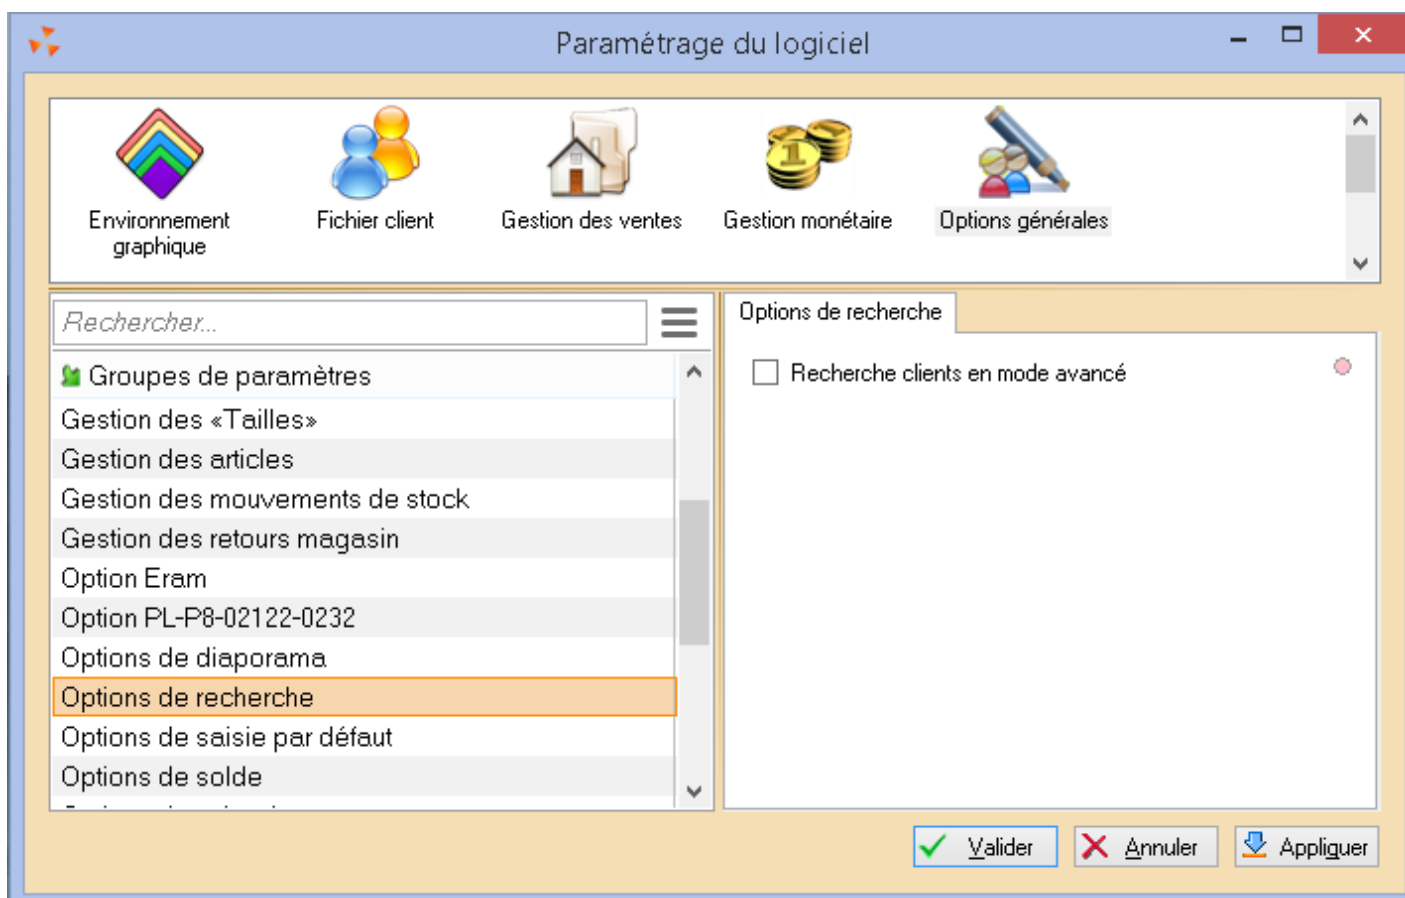 Paramétrage du logiciel
Environnement
graphique
Fichier client
Gestion des ventes
Gestion monétaire
Options générales
Rechercher...
Groupes de paramètres
Gestion des «Tailles»
Gestion des articles
Gestion des mouvements de stock
Gestion des retours magasin
Option Eram
Option PL-P8-02122-0232
Options de diaporama
Options de recherche
Options de saisie par défaut
Options de solde
Options de recherche
Recherche clients en mode avancé
Valider
Annuler
Appliquer